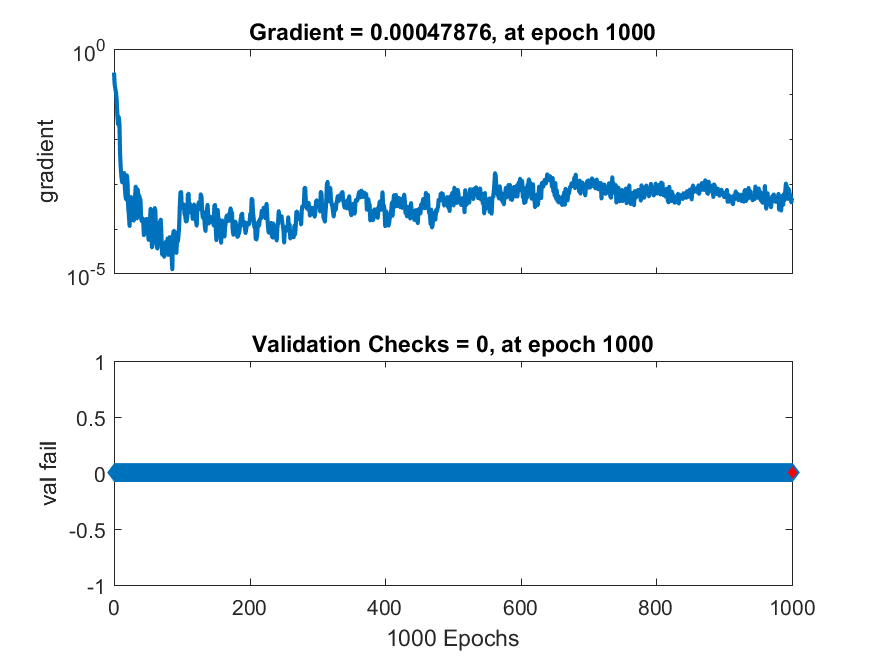 Gradient = 0.00047876, at epoch 1000
10^0
gradient
10^-5
Validation Checks = 0, at epoch 1000
1
0.5
val fail
0
-0.5
-1
0 200 400 600 800 1000
1000 Epochs